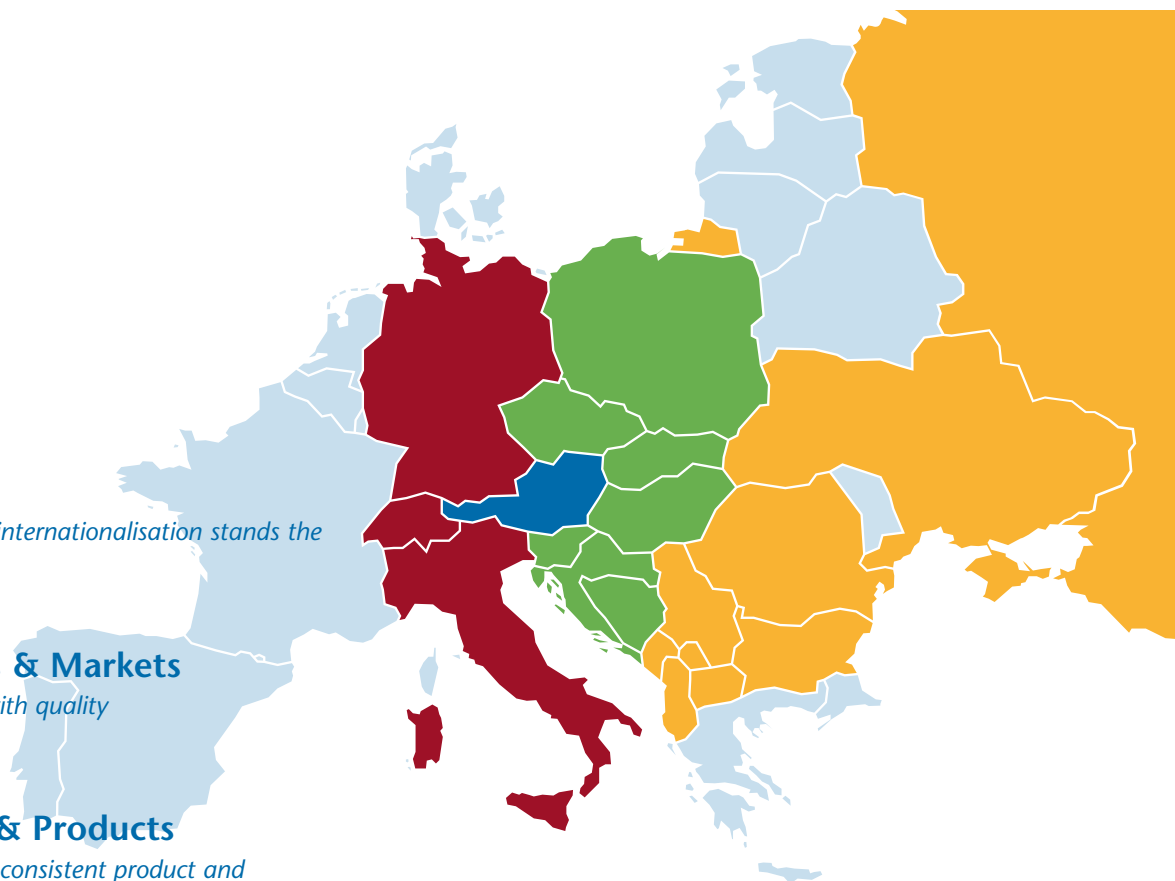 internationalisation stands the
& Markets
ith quality
& Products
consistent product and